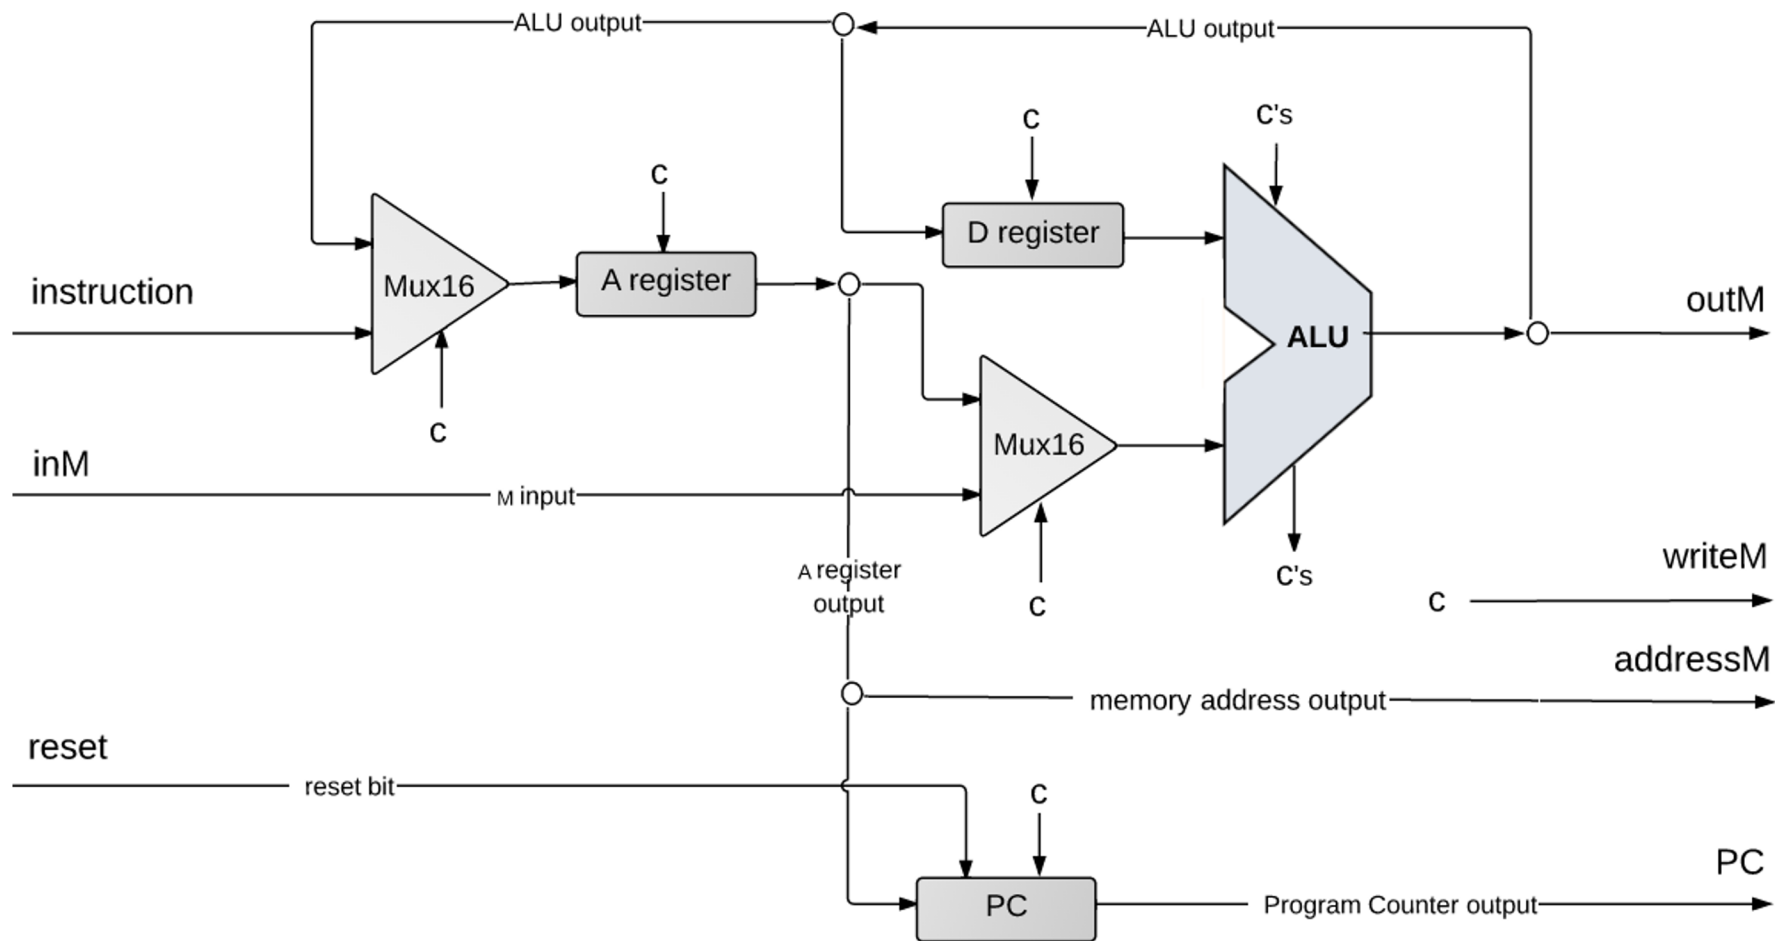 ALU output
ALU output
c
c's
c
D register
A register
Mux16
instruction
outM
ALU
c
Mux16
inM
M input
writeM
A register
output
c's
c
c
addressM
memory address output
reset
reset bit
c
PC
PC
Program Counter output